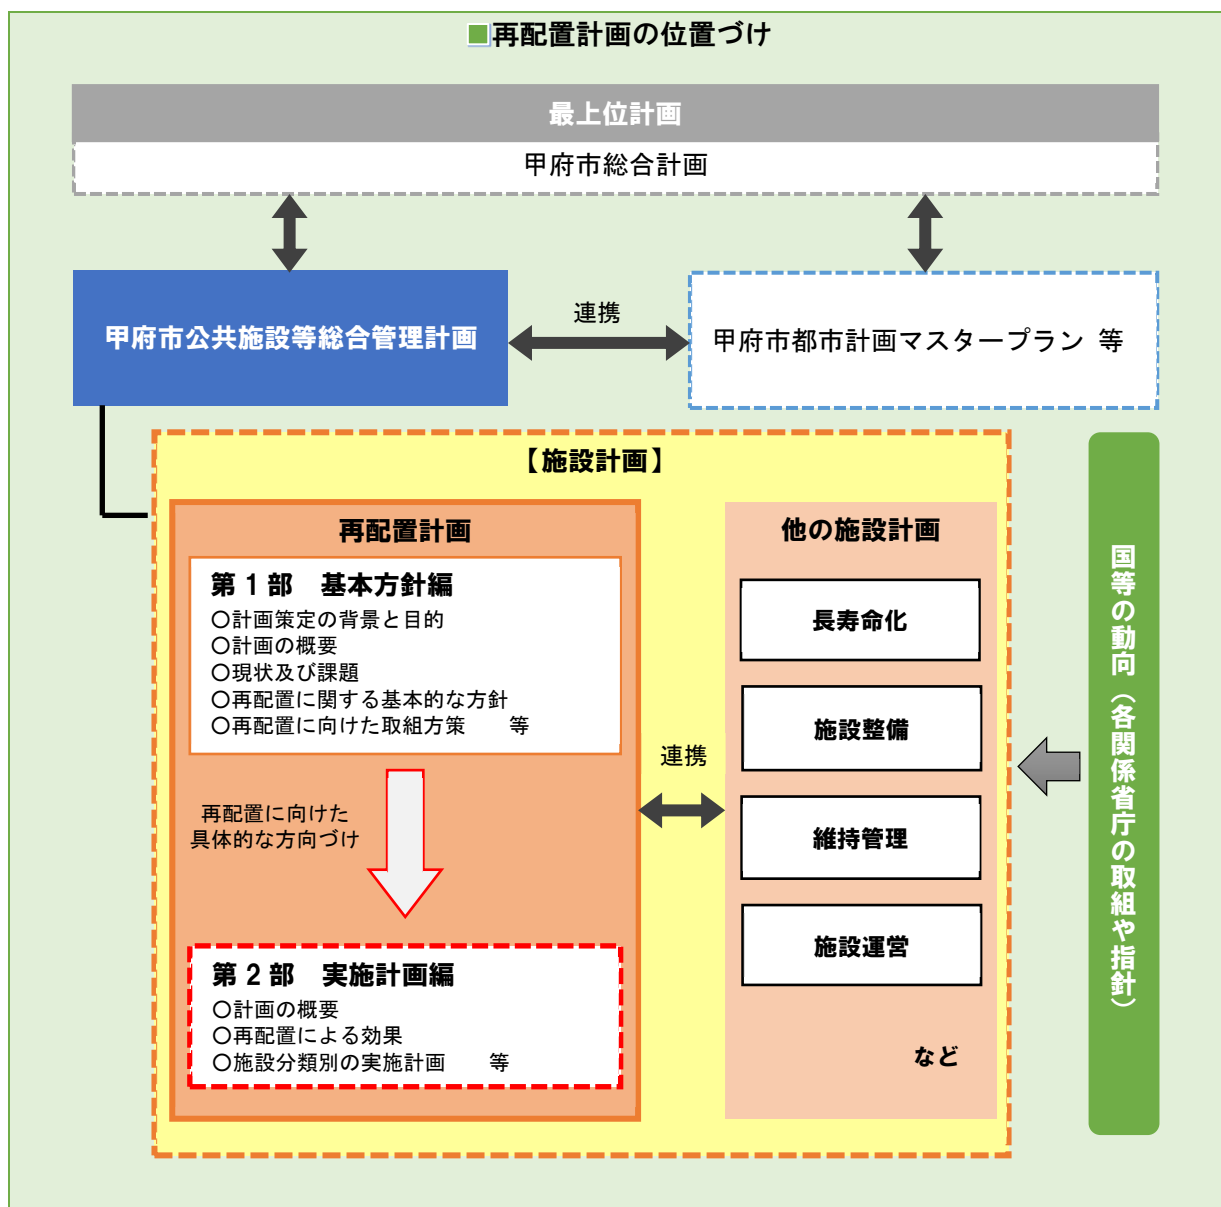 ■再配置計画の位置づけ
最上位計画
甲府市総合計画
甲府市公共施設等総合管理計画
連携
甲府市都市計画マスタープラン 等
【施設計画】
再配置計画
第1部 基本方針編
○計画策定の背景と目的
○計画の概要
○現状及び課題
○再配置に関する基本的な方針
○再配置に向けた取組方策 等
再配置に向けた
具体的な方向づけ
第2部 実施計画編
○計画の概要
○再配置による効果
○施設分類別の実施計画 等
連携
他の施設計画
長寿命化
施設整備
維持管理
施設運営
など
国等の動向（各関係省庁の取組や指針）